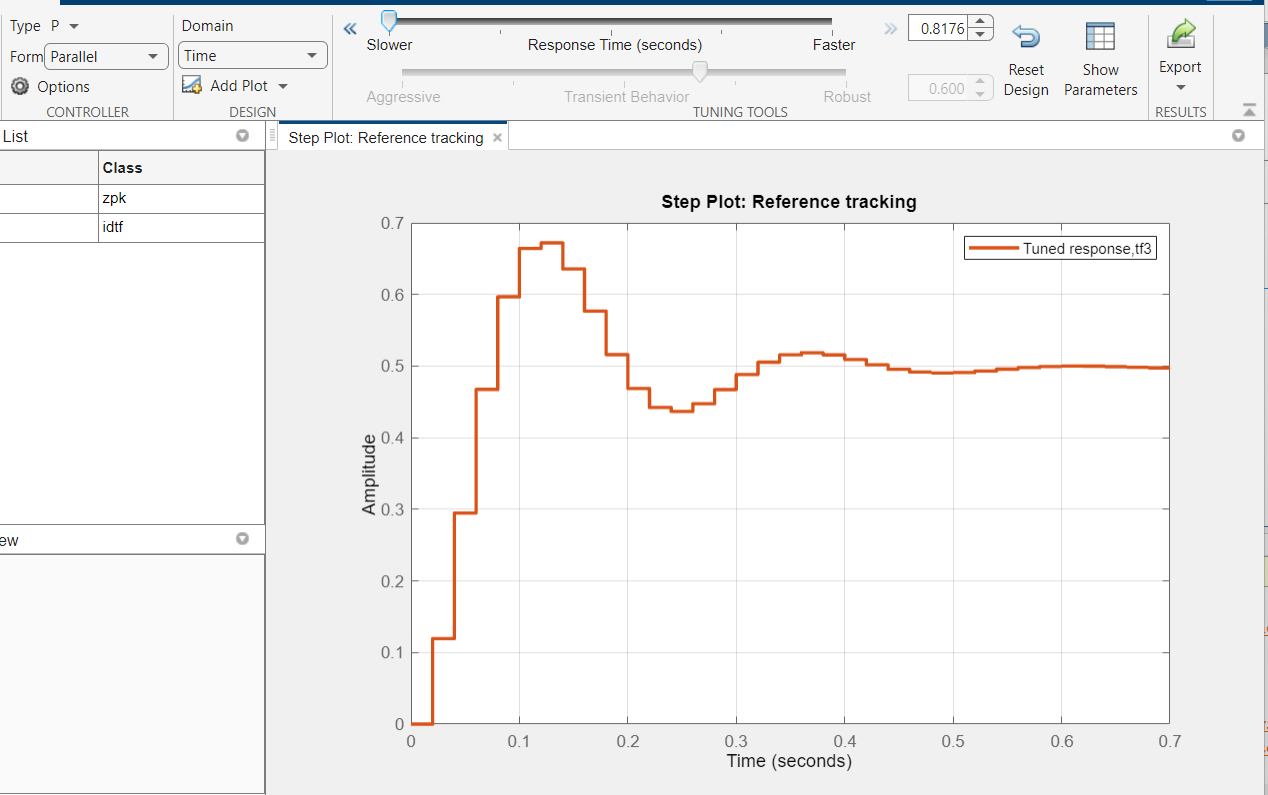 Type P
Form Parallel
Options
CONTROLLER
Domain
Time
Add Plot
DESIGN
Slower Response Time (seconds) Faster
0.8176
Aggressive Transient Behavior Robust
0.600
TUNING TOOLS
Reset Design
Show Parameters
Export
RESULTS
List
Class
zpk
idtf
ew
Step Plot: Reference tracking
Step Plot: Reference tracking
Tuned response,tf3
Amplitude
0.7
0.6
0.5
0.4
0.3
0.2
0.1
0
0 0.1 0.2 0.3 0.4 0.5 0.6 0.7
Time (seconds)